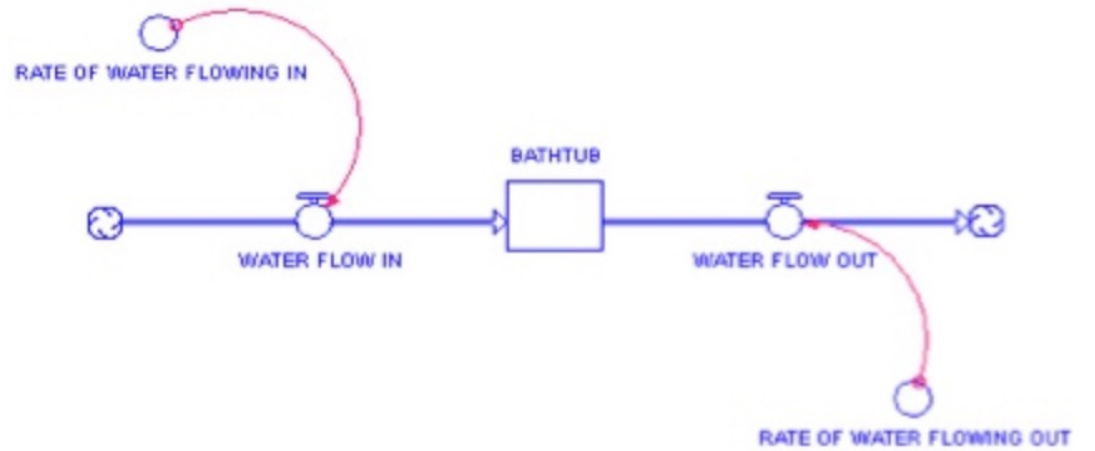 RATE OF WATER FLOWING IN
BATHTUB
WATER FLOW IN
WATER FLOW OUT
RATE OF WATER FLOWING OUT